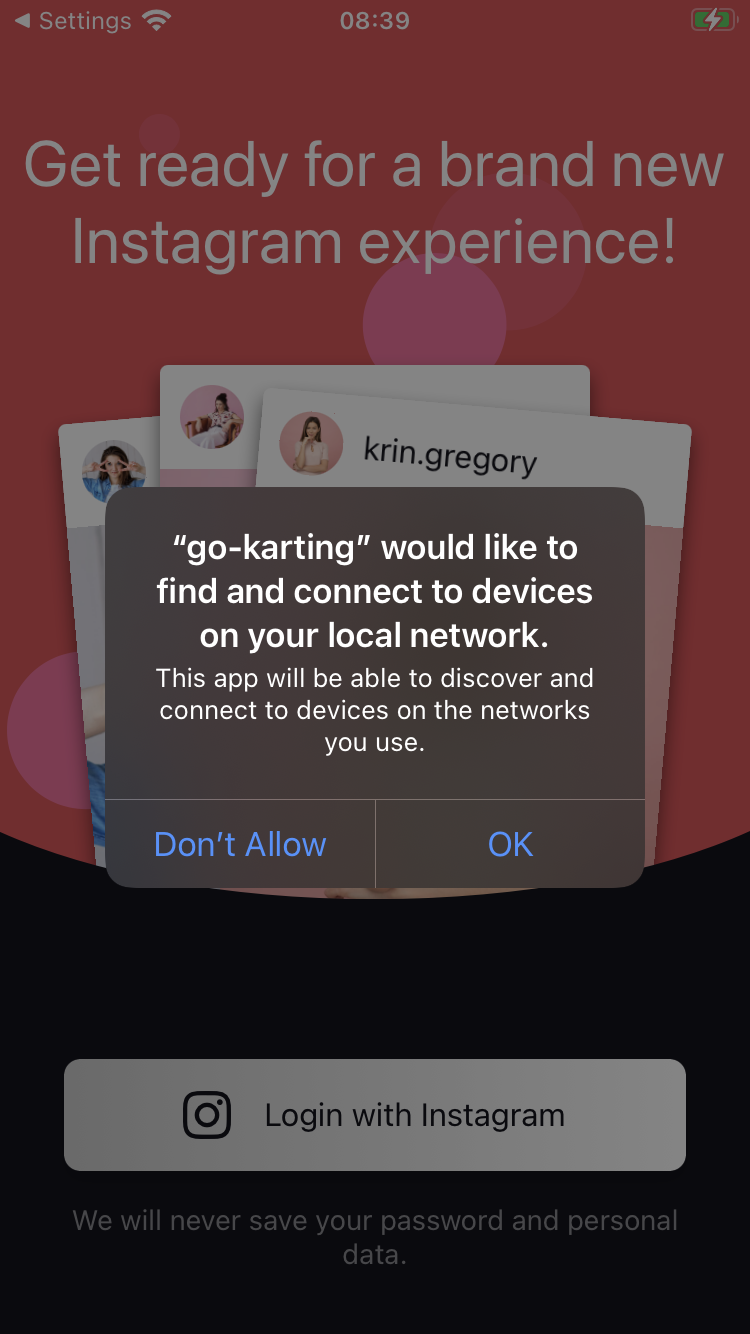 ◀ Settings
08:39
Get ready for a brand new
Instagram experience!
krin.gregory
“go-karting” would like to
find and connect to devices
on your local network.
This app will be able to discover and
connect to devices on the networks
you use.
Don’t Allow
OK
Login with Instagram
We will never save your password and personal
data.